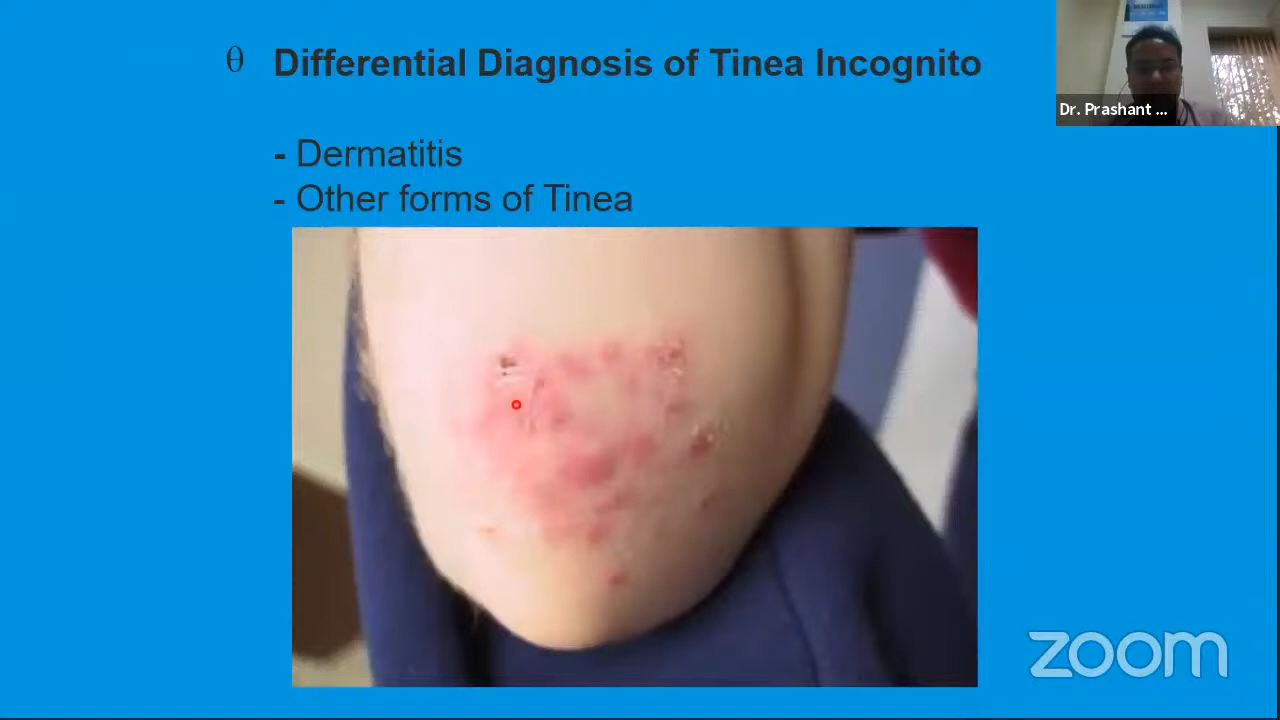 θ Differential Diagnosis of Tinea Incognito
Dr. Prashant ...
- Dermatitis
- Other forms of Tinea
zoom